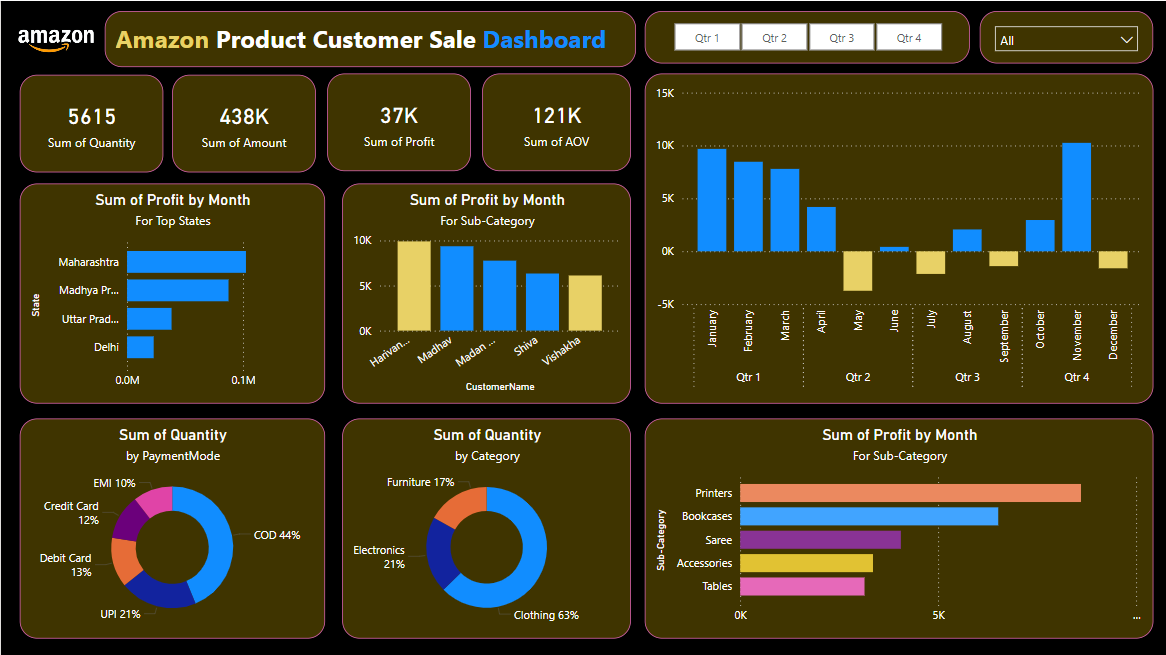 amazon
Amazon Product Customer Sale Dashboard
Qtr 1
Qtr 2
Qtr 3
Qtr 4
All
5615
Sum of Quantity
438K
Sum of Amount
37K
Sum of Profit
121K
Sum of AOV
Sum of Profit by Month
For Top States
State
Maharashtra
Madhya Pr...
Uttar Prad...
Delhi
0.0M
0.1M
Sum of Profit by Month
For Sub-Category
10K
5K
0K
Harivan...
Madhav
Madan ...
Shiva
Vishakha
CustomerName
15K
10K
5K
0K
-5K
January
February
March
April
May
June
July
August
September
October
November
December
Qtr 1
Qtr 2
Qtr 3
Qtr 4
Sum of Quantity
by PaymentMode
EMI 10%
Credit Card
12%
Debit Card
13%
UPI 21%
COD 44%
Sum of Quantity
by Category
Furniture 17%
Electronics
21%
Clothing 63%
Sum of Profit by Month
For Sub-Category
Sub-Category
Printers
Bookcases
Saree
Accessories
Tables
0K
5K
...